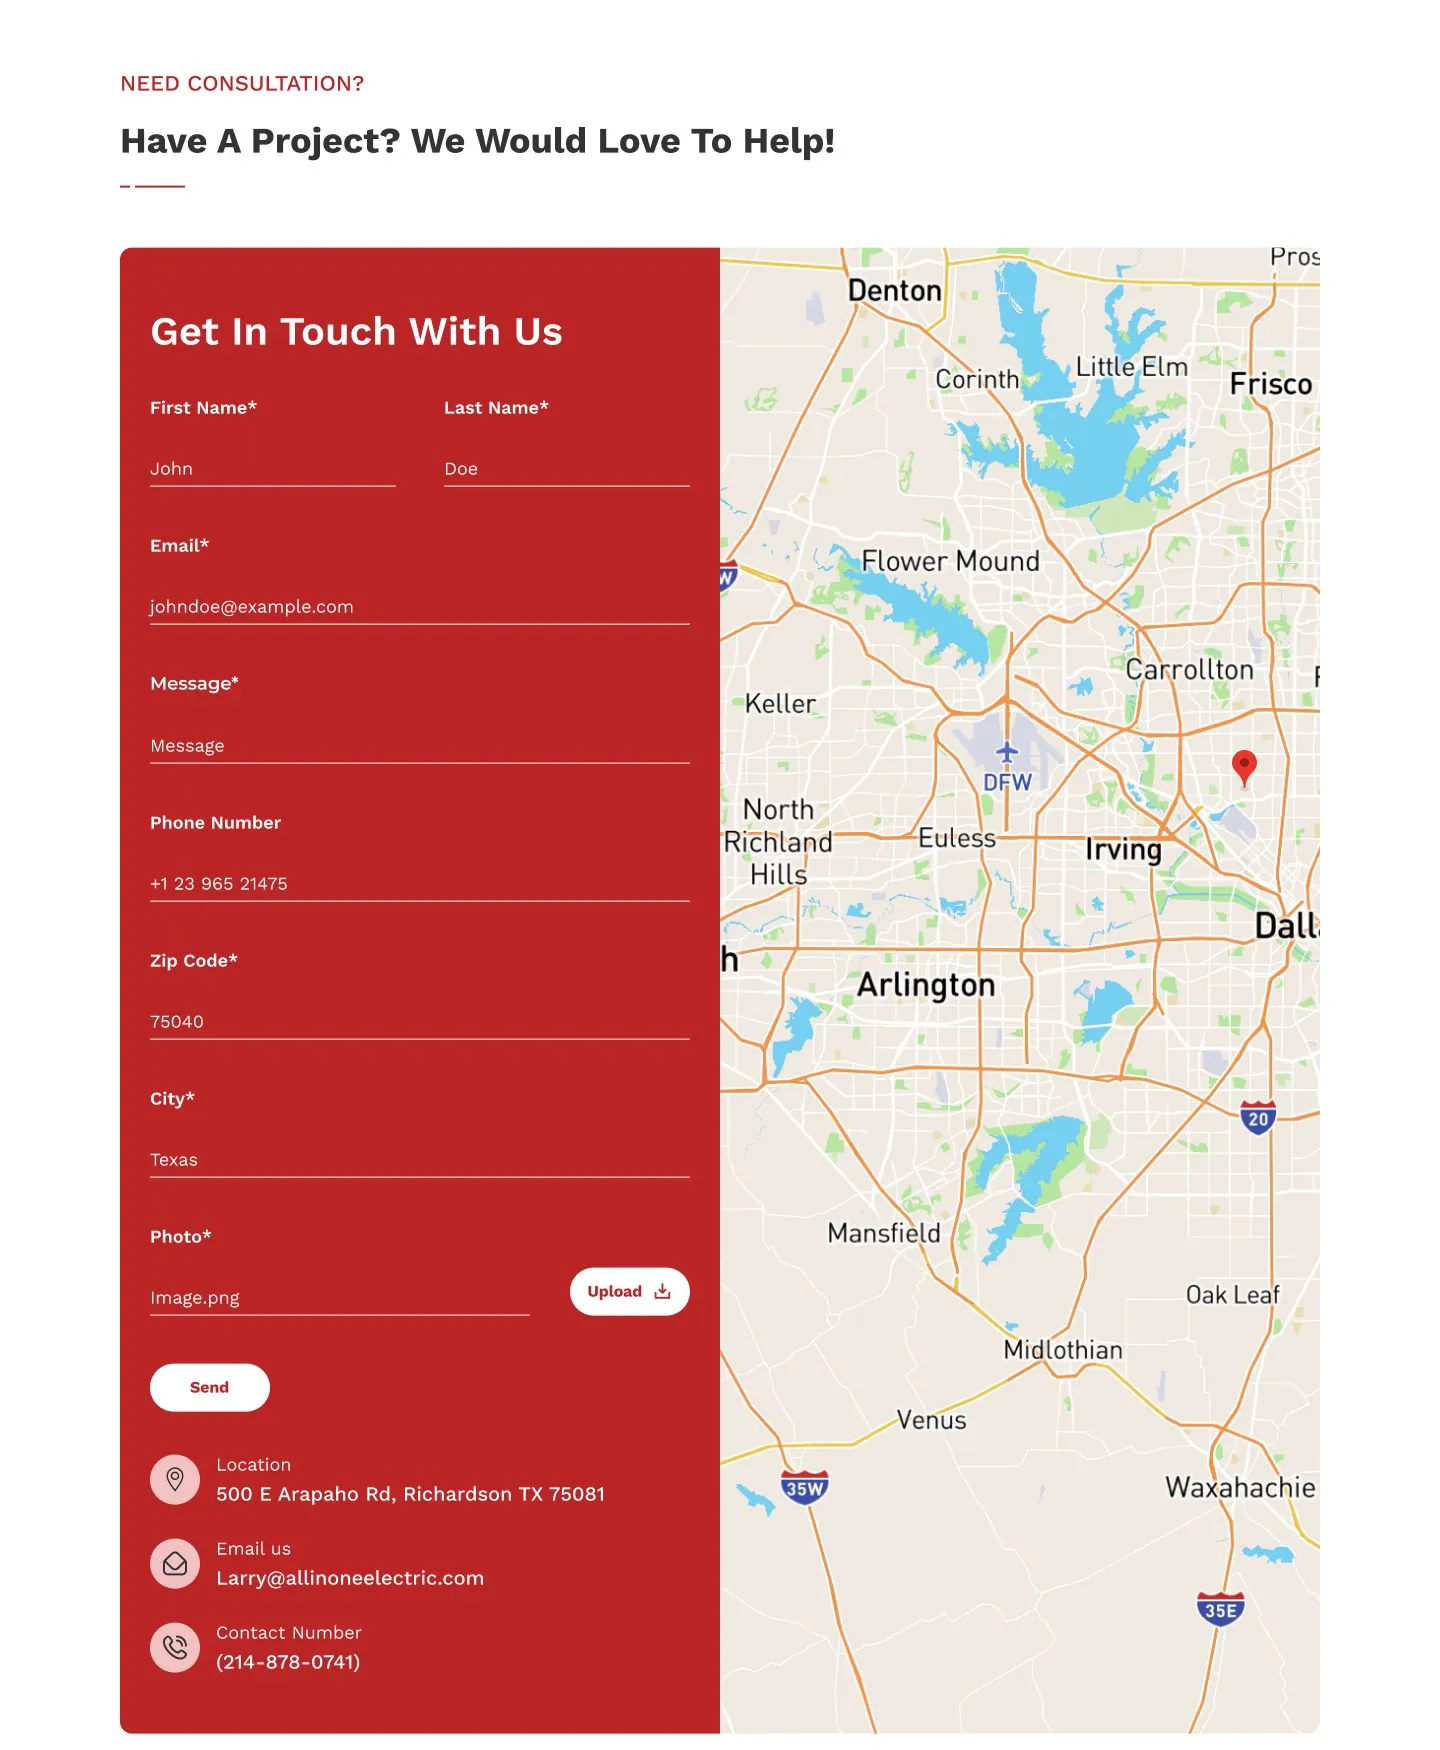 NEED CONSULTATION?
Have A Project? We Would Love To Help!
Get In Touch With Us
First Name*
Last Name*
John
Doe
Email*
johndoe@example.com
Message*
Message
Phone Number
+1 23 965 21475
Zip Code*
75040
City*
Texas
Photo*
Image.png
Upload
Send
Location
500 E Arapaho Rd, Richardson TX 75081
Email us
Larry@allinoneelectric.com
Contact Number
(214-878-0741)
Pros
Denton
Little Elm
Corinth
Frisco
Flower Mound
W
Carrollton
Keller
DFW
North
Richland
Hills
Euless
Irving
Dall
h
Arlington
20
Mansfield
Oak Leaf
Midlothian
Venus
35W
Waxahachie
35E